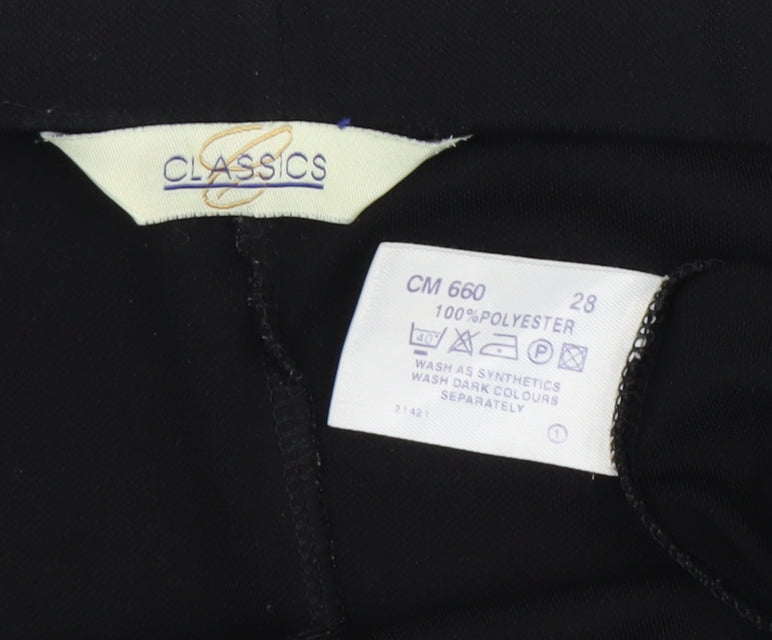 CLASSICS
CM 660 28
100%POLYESTER
40°
P
WASH AS SYNTHETICS
WASH DARK COLOURS
SEPARATELY
21421
1